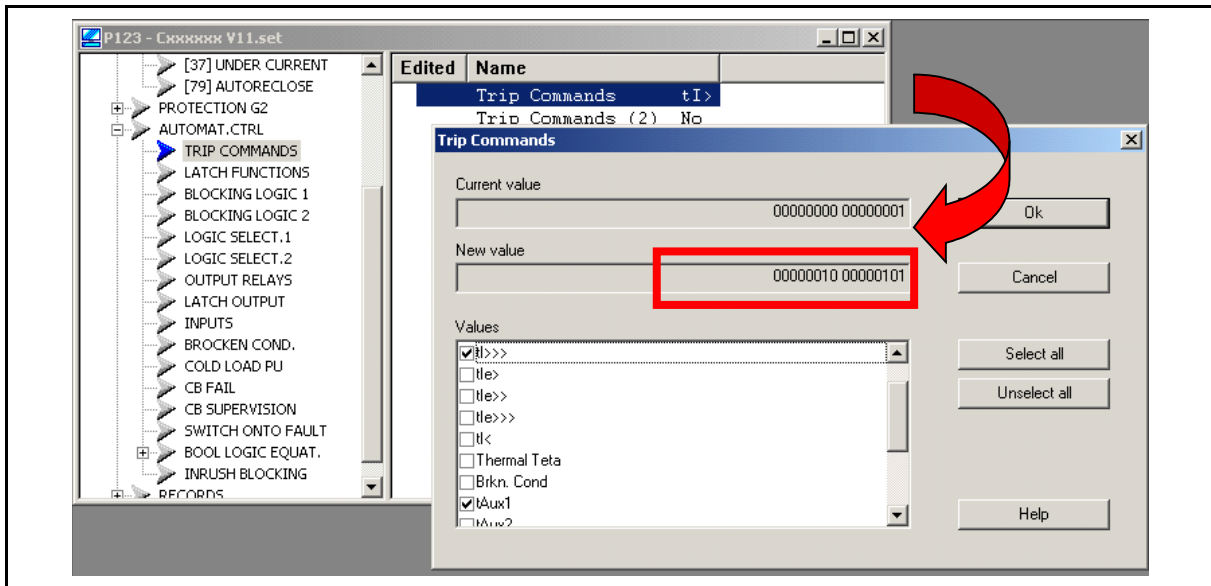 P123 - Cxxxxxx V11.set
[37] UNDER CURRENT
[79] AUTORECLOSE
PROTECTION G2
AUTOMAT.CTRL
TRIP COMMANDS
LATCH FUNCTIONS
BLOCKING LOGIC 1
BLOCKING LOGIC 2
LOGIC SELECT.1
LOGIC SELECT.2
OUTPUT RELAYS
LATCH OUTPUT
INPUTS
BROCKEN COND.
COLD LOAD PU
CB FAIL
CB SUPERVISION
SWITCH ONTO FAULT
BOOL LOGIC EQUAT.
INRUSH BLOCKING
RECORDS
Edited Name
Trip Commands tI>
Trip Commands (2) No
Trip Commands
Current value
00000000 00000001
Ok
New value
00000010 00000101
Cancel
Values
tI>>>
tIe>
tIe>>
tIe>>>
tI<
Thermal Teta
Brkn. Cond
tAux1
tAux2
Select all
Unselect all
Help